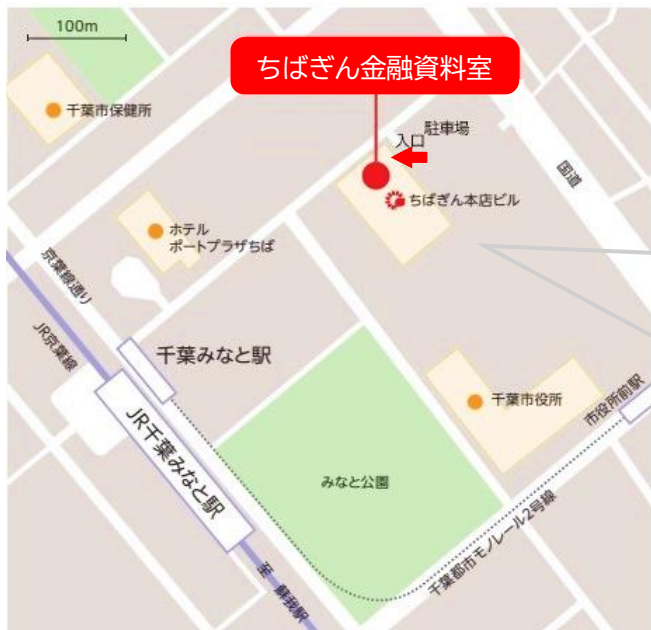 100m
ちばぎん金融資料室
千葉市保健所
駐車場
入口
国道
ちばぎん本店ビル
ホテル
ポートプラザちば
京葉線通り
JR京葉線
千葉みなと駅
JR千葉みなと駅
千葉市役所
市役所前駅
みなと公園
千葉都市モノレール2号線
至 蘇我駅